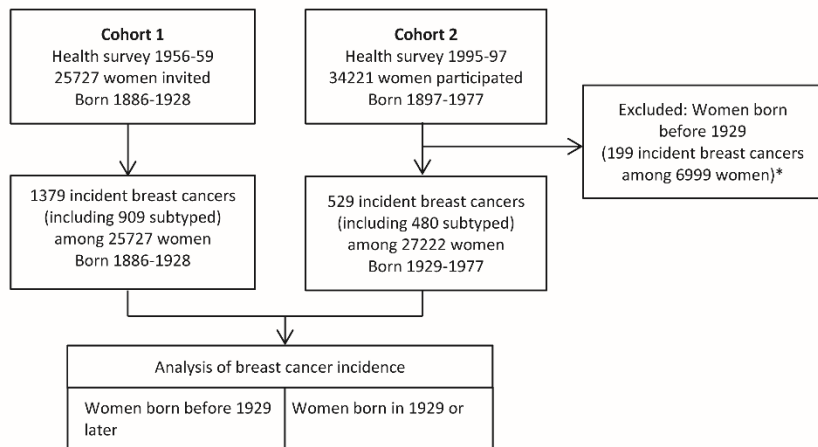 Cohort 1
Health survey 1956-59
25727 women invited
Born 1886-1928
Cohort 2
Health survey 1995-97
34221 women participated
Born 1897-1977
Excluded: Women born
before 1929
(199 incident breast cancers
among 6999 women)*
1379 incident breast cancers
(including 909 subtyped)
among 25727 women
Born 1886-1928
529 incident breast cancers
(including 480 subtyped)
among 27222 women
Born 1929-1977
Analysis of breast cancer incidence
Women born before 1929
later
Women born in 1929 or